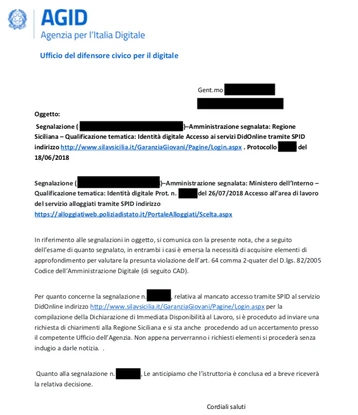 AGID
Agenzia per l'Italia Digitale
Ufficio del difensore civico per il digitale
Gent.mo
Oggetto:
Segnalazione ( )–Amministrazione segnalata: Regione
Siciliana – Qualificazione tematica: Identità digitale Accesso ai servizi DidOnline tramite SPID
indirizzo http://www.silavsicilia.it/GaranziaGiovani/Pagine/Login.aspx . Protocollo del
18/06/2018
Segnalazione ( )–Amministrazione segnalata: Ministero dell'Interno –
Qualificazione tematica: Identità digitale Prot. n. del 26/07/2018 Accesso all'area di lavoro
del servizio alloggiati tramite SPID indirizzo
https://alloggiatiweb.poliziadistato.it/PortaleAlloggiati/Scelta.aspx
In riferimento alle segnalazioni in oggetto, si comunica con la presente nota, che a seguito
dell'esame di quanto segnalato, in entrambi i casi è emersa la necessità di acquisire elementi di
approfondimento per valutare la presunta violazione dell'art. 64 comma 2-quater del D.lgs. 82/2005
Codice dell'Amministrazione Digitale (di seguito CAD).
Per quanto concerne la segnalazione n. , relativa al mancato accesso tramite SPID al servizio
DidOnline indirizzo http://www.silavsicilia.it/GaranziaGiovani/Pagine/Login.aspx per la
compilazione della Dichiarazione di Immediata Disponibilità al Lavoro, si è proceduto ad inviare una
richiesta di chiarimenti alla Regione Siciliana e si sta anche procedendo ad un accertamento presso
il competente Ufficio dell'Agenzia. Non appena perverranno i richiesti elementi si procederà senza
indugio a darle notizia. .
Quanto alla segnalazione n. , Le anticipiamo che l'istruttoria è conclusa ed a breve riceverà
la relativa decisione.
Cordiali saluti